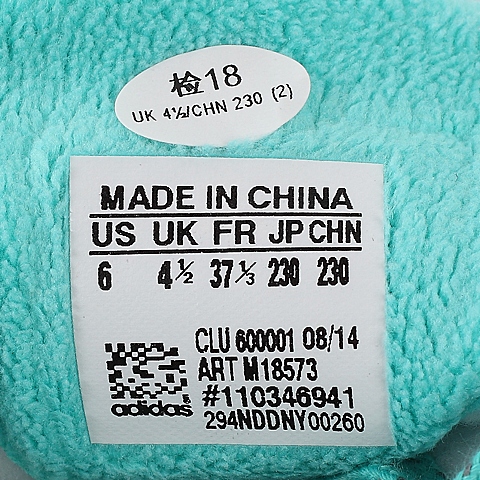 检18
UK 4½/CHN 230 (2)
MADE IN CHINA
US UK FR JP CHN
6 4½ 37⅓ 230 230
CLU 600001 08/14
ART M18573
#110346941
294NDDNY00260
adidas